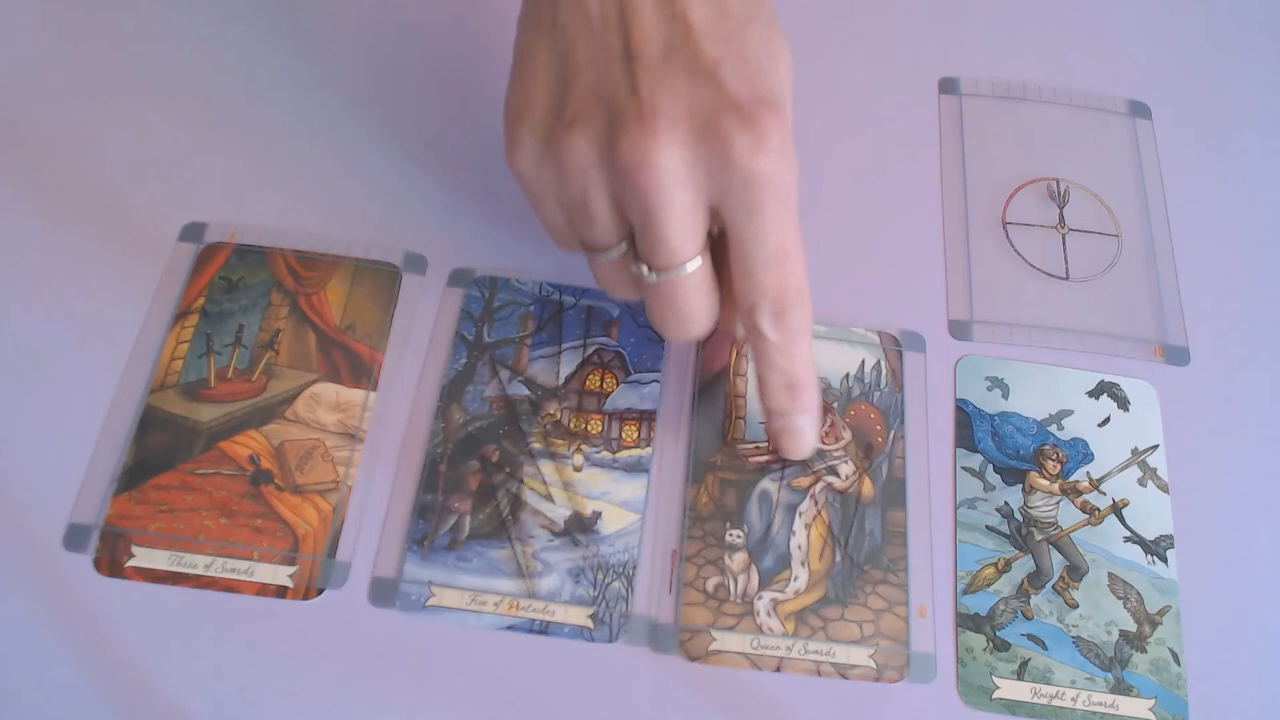 Three of Swords
Five of Pentacles
Queen of Swords
Knight of Swords